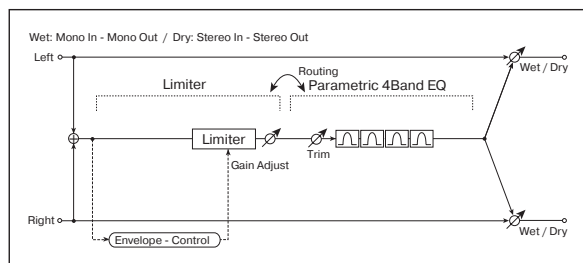 Wet: Mono In - Mono Out / Dry: Stereo In - Stereo Out
Left
Wet / Dry
Routing
Limiter
Parametric 4Band EQ
Limiter
Gain Adjust
Trim
Right
Envelope - Control
Wet / Dry